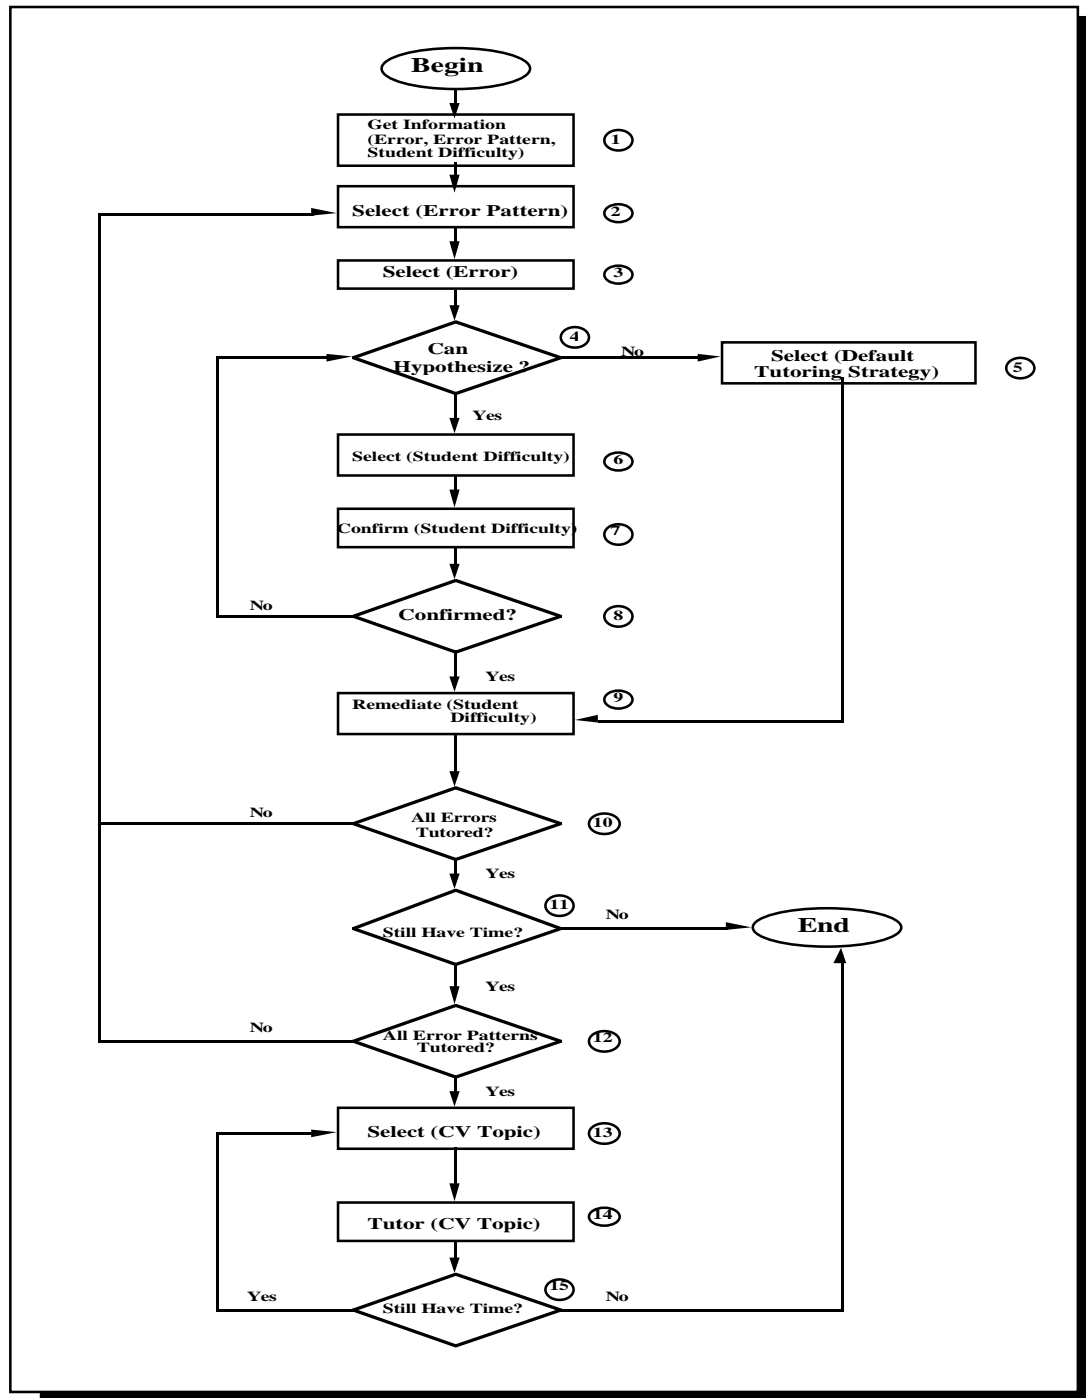 Begin
Get Information
(Error, Error Pattern,
Student Difficulty)
1
Select (Error Pattern)
2
Select (Error)
3
4
Can
Hypothesize ?
No
Select (Default
Tutoring Strategy)
5
Yes
Select (Student Difficulty)
6
Confirm (Student Difficulty)
7
No
Confirmed?
8
Yes
9
Remediate (Student
Difficulty)
No
All Errors
Tutored?
10
Yes
11
Still Have Time?
No
End
Yes
No
All Error Patterns
Tutored?
12
Yes
Select (CV Topic)
13
Tutor (CV Topic)
14
15
Yes
Still Have Time?
No